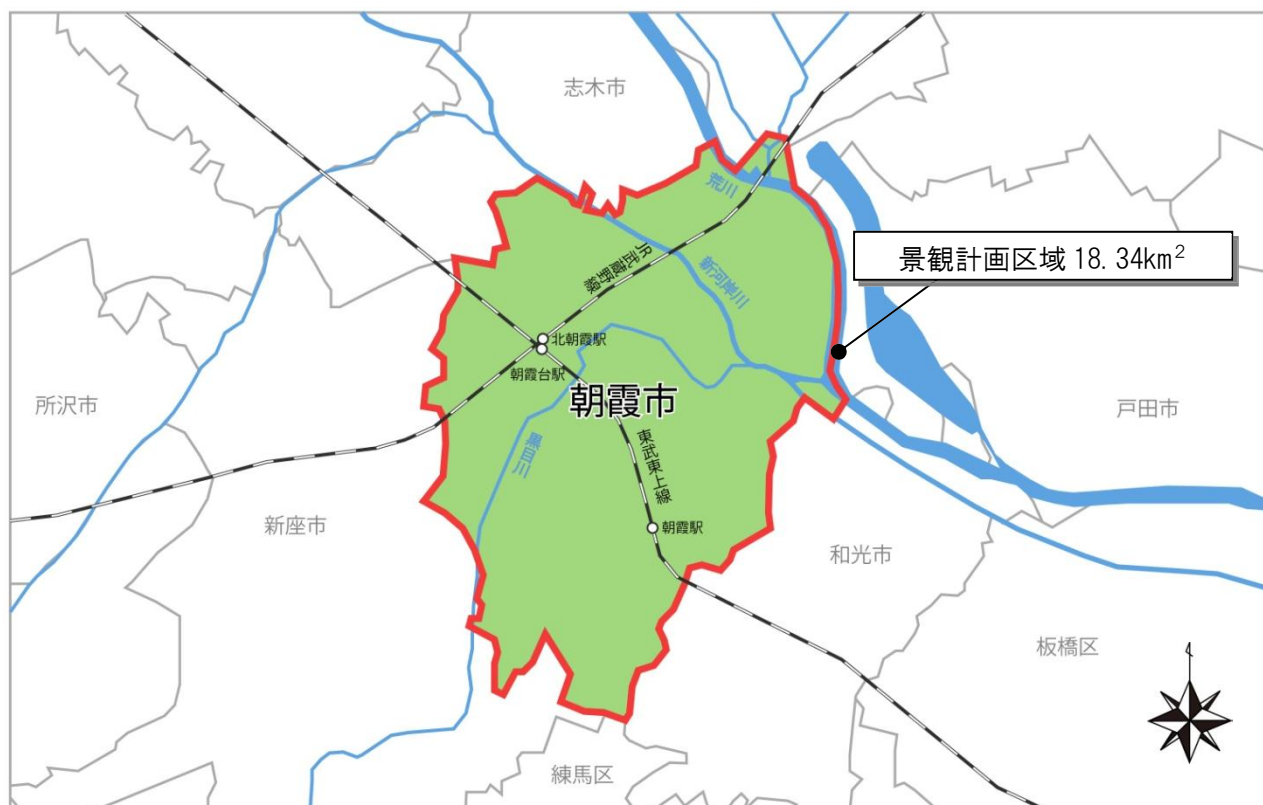 志木市
荒川
景観計画区域 18.34km²
JR武蔵野線
新河岸川
北朝霞駅
朝霞台駅
朝霞市
所沢市
戸田市
黒目川
東武東上線
新座市
朝霞駅
和光市
板橋区
練馬区